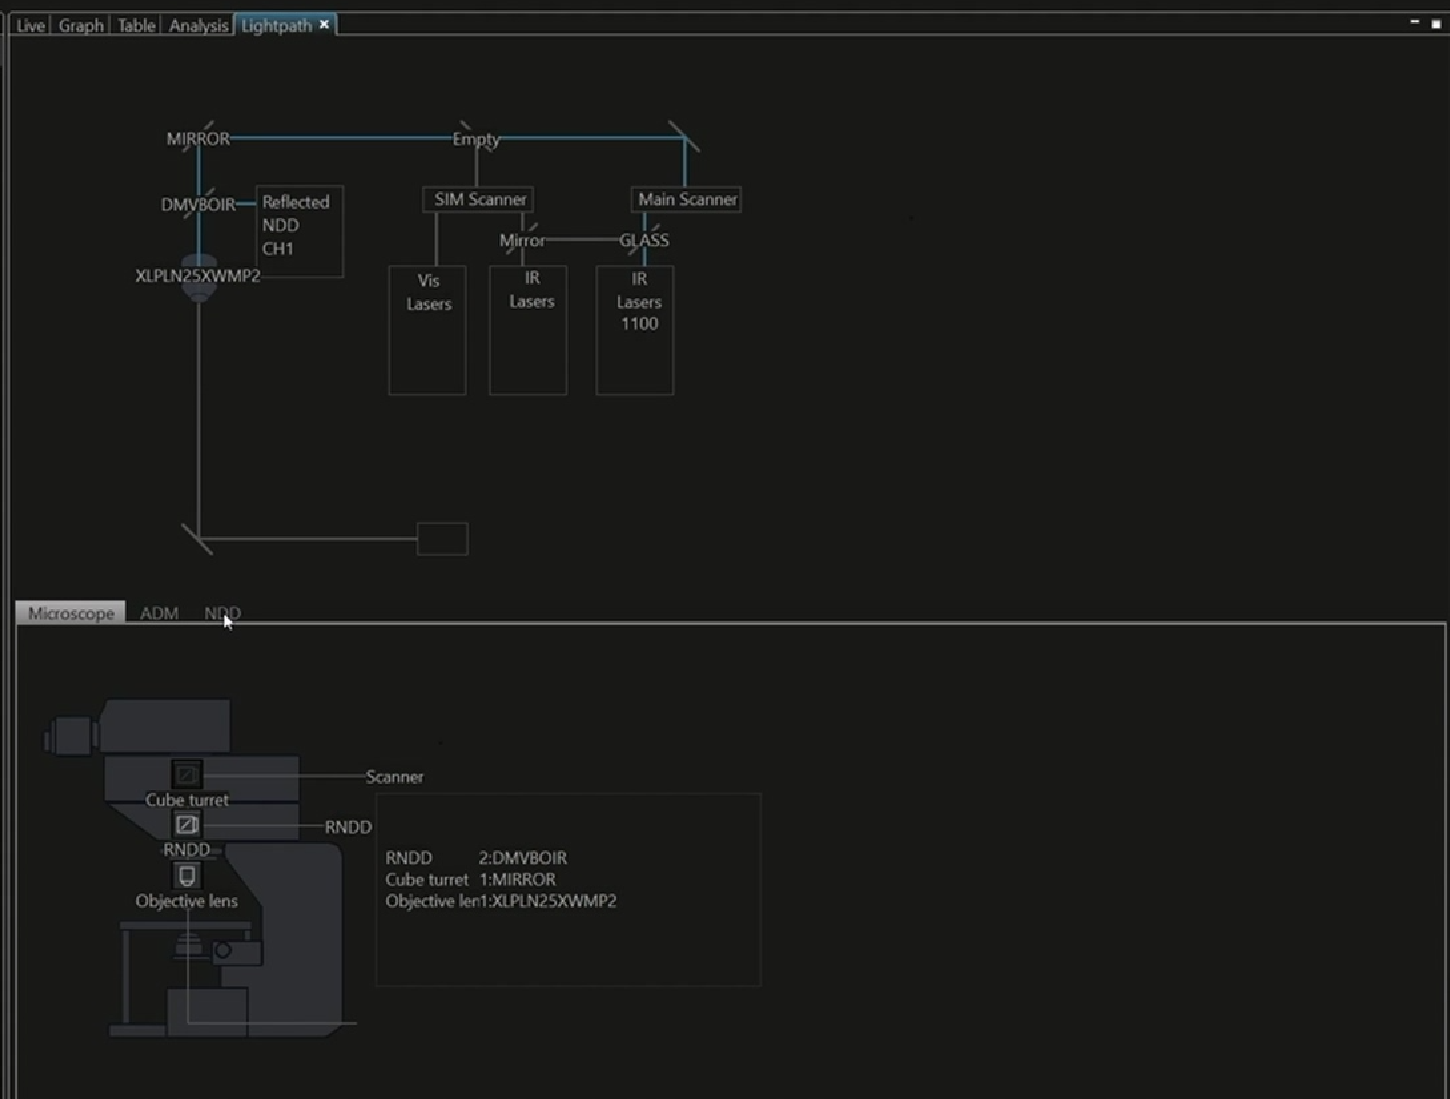 Live Graph Table Analysis Lightpath
MIRROR Empty
DMVBOIR Reflected
NDD
CH1
SIM Scanner Main Scanner
Mirror GLASS
XLPLN25XWMP2
Vis
Lasers
IR
Lasers
IR
Lasers
1100
Microscope ADM NDD
Scanner
Cube turret
RNDD
RNDD
Objective lens
RNDD 2:DMVBOIR
Cube turret 1:MIRROR
Objective len1:XLPLN25XWMP2